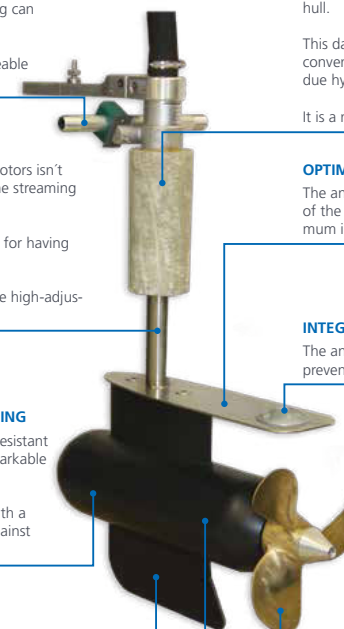 g can
eable
otors isn´t
e streaming
for having
e high-adjus-
ING
esistant
arkable
th a
ainst
hull.
This da
conver
due hy
It is a
OPTIM
The an
of the
mum i
INTEG
The an
preven